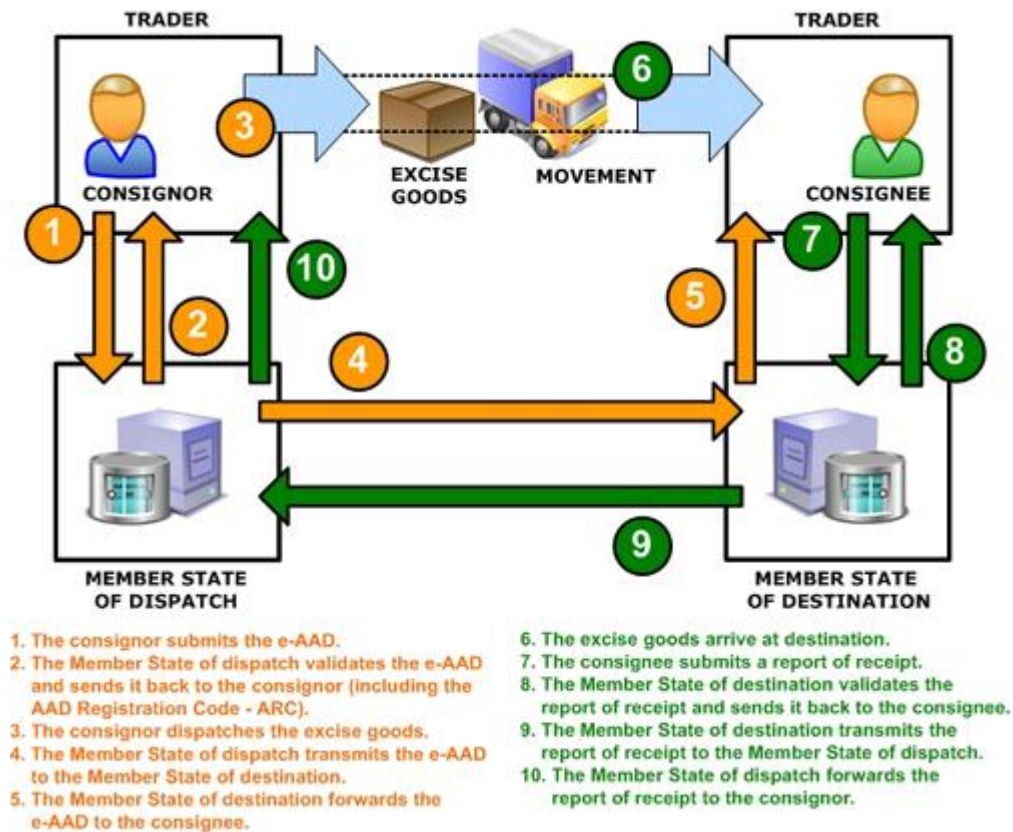 TRADER
TRADER
6
3
EXCISE
GOODS
MOVEMENT
CONSIGNOR
CONSIGNEE
1
7
10
5
2
4
8
9
MEMBER STATE
OF DISPATCH
MEMBER STATE
OF DESTINATION
1. The consignor submits the e-AAD.
2. The Member State of dispatch validates the e-AAD
and sends it back to the consignor (including the
AAD Registration Code - ARC).
3. The consignor dispatches the excise goods.
4. The Member State of dispatch transmits the e-AAD
to the Member State of destination.
5. The Member State of destination forwards the
e-AAD to the consignee.
6. The excise goods arrive at destination.
7. The consignee submits a report of receipt.
8. The Member State of destination validates the
report of receipt and sends it back to the consignee.
9. The Member State of destination transmits the
report of receipt to the Member State of dispatch.
10. The Member State of dispatch forwards the
report of receipt to the consignor.